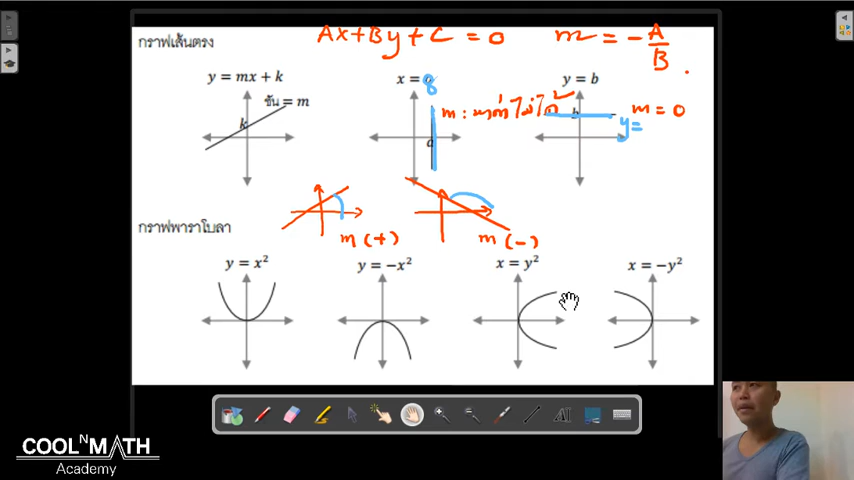 กราฟเส้นตรง
Ax+By+C = 0
m = -A/B
y = mx + k
x = 8
y = b
ชัน = m
k
a
m : หาค่าไม่ได้
b
m = 0
y=
m (+)
m (-)
กราฟพาราโบลา
y = x²
y = -x²
x = y²
x = -y²
COOL N MATH
Academy